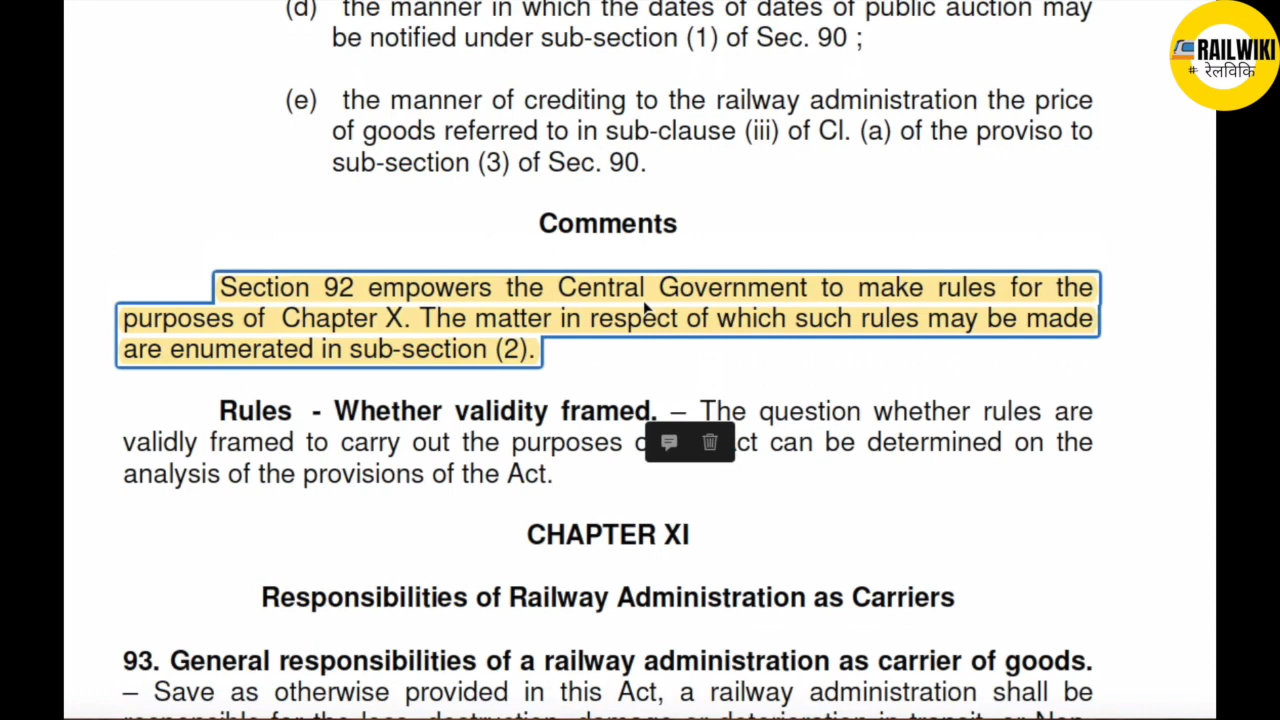 (d) the manner in which the dates of dates of public auction may
be notified under sub-section (1) of Sec. 90 ;
RAILWIKI
# रेलविकि
(e) the manner of crediting to the railway administration the price
of goods referred to in sub-clause (iii) of Cl. (a) of the proviso to
sub-section (3) of Sec. 90.
Comments
Section 92 empowers the Central Government to make rules for the
purposes of Chapter X. The matter in respect of which such rules may be made
are enumerated in sub-section (2).
Rules - Whether validity framed. – The question whether rules are
validly framed to carry out the purposes ct can be determined on the
analysis of the provisions of the Act.
CHAPTER XI
Responsibilities of Railway Administration as Carriers
93. General responsibilities of a railway administration as carrier of goods.
– Save as otherwise provided in this Act, a railway administration shall be